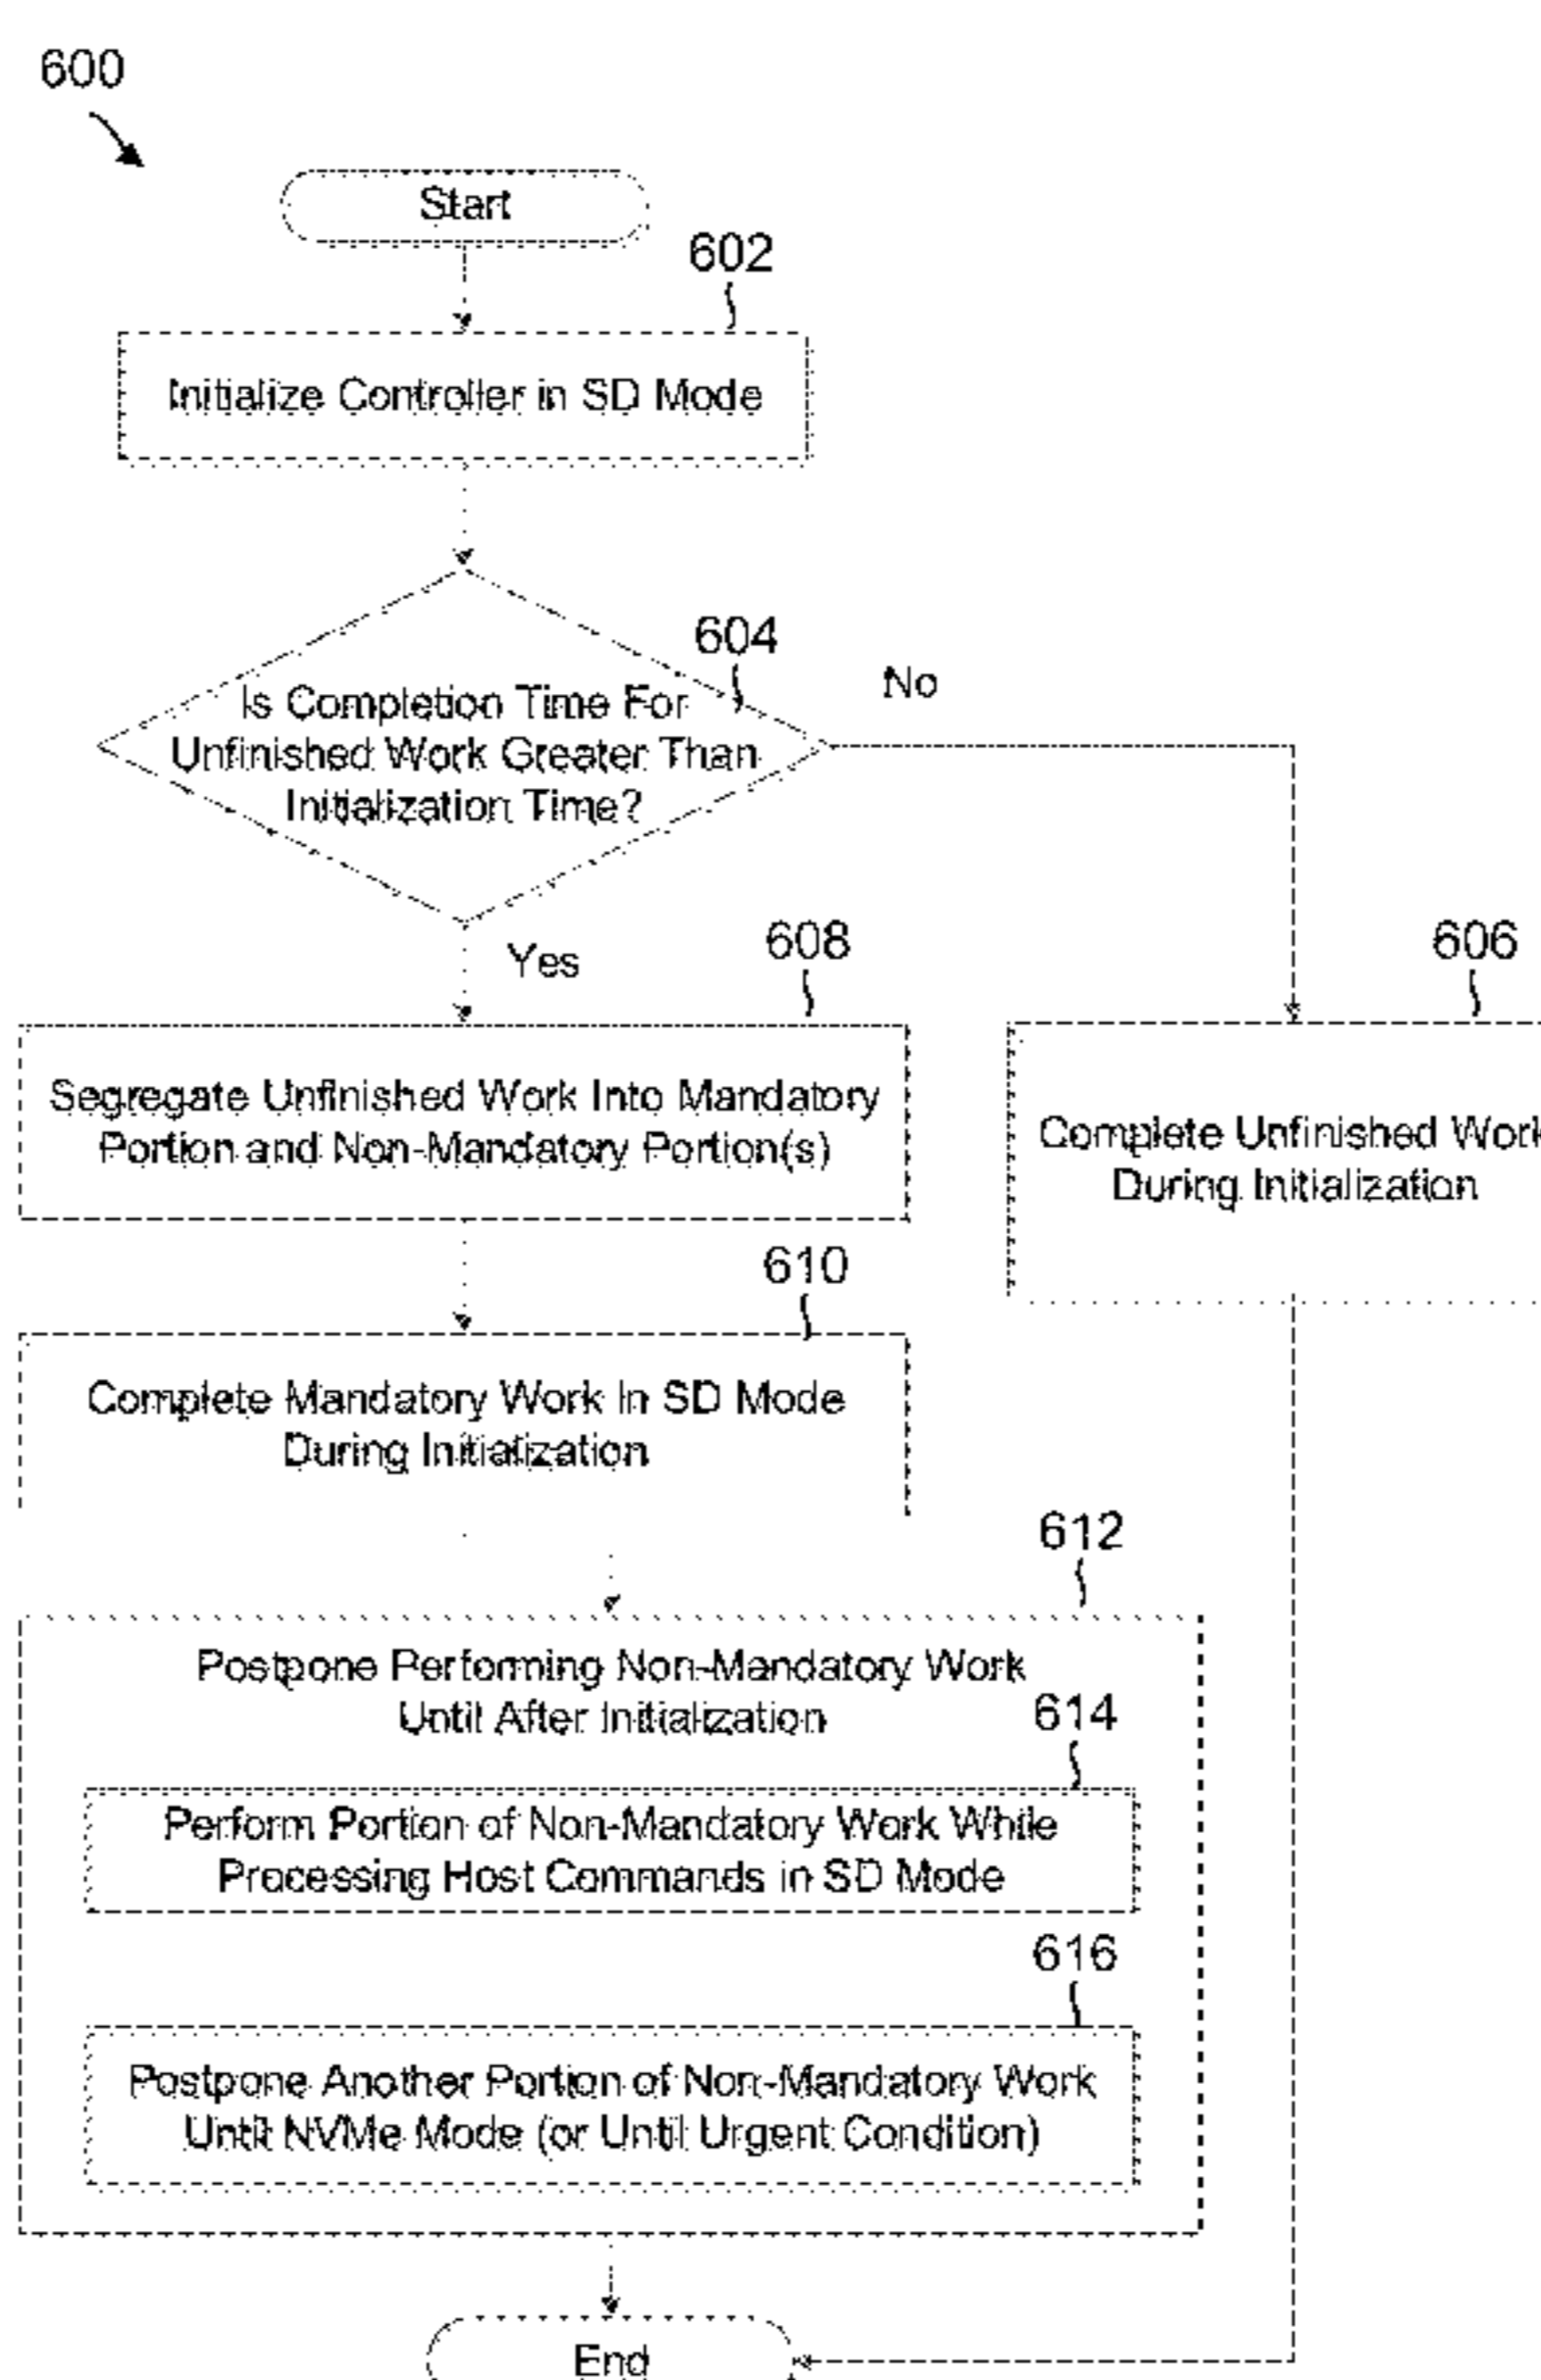 600
Start
602
Initialize Controller in SD Mode
604
Is Completion Time For
Unfinished Work Greater Than
Initialization Time?
No
Yes
608
Segregate Unfinished Work Into Mandatory
Portion and Non-Mandatory Portion(s)
606
Complete Unfinished Work
During Initialization
610
Complete Mandatory Work In SD Mode
During Initialization
612
Postpone Performing Non-Mandatory Work
Until After Initialization
614
Perform Portion of Non-Mandatory Work While
Processing Host Commands in SD Mode
616
Postpone Another Portion of Non-Mandatory Work
Until NVMe Mode (or Until Urgent Condition)
End